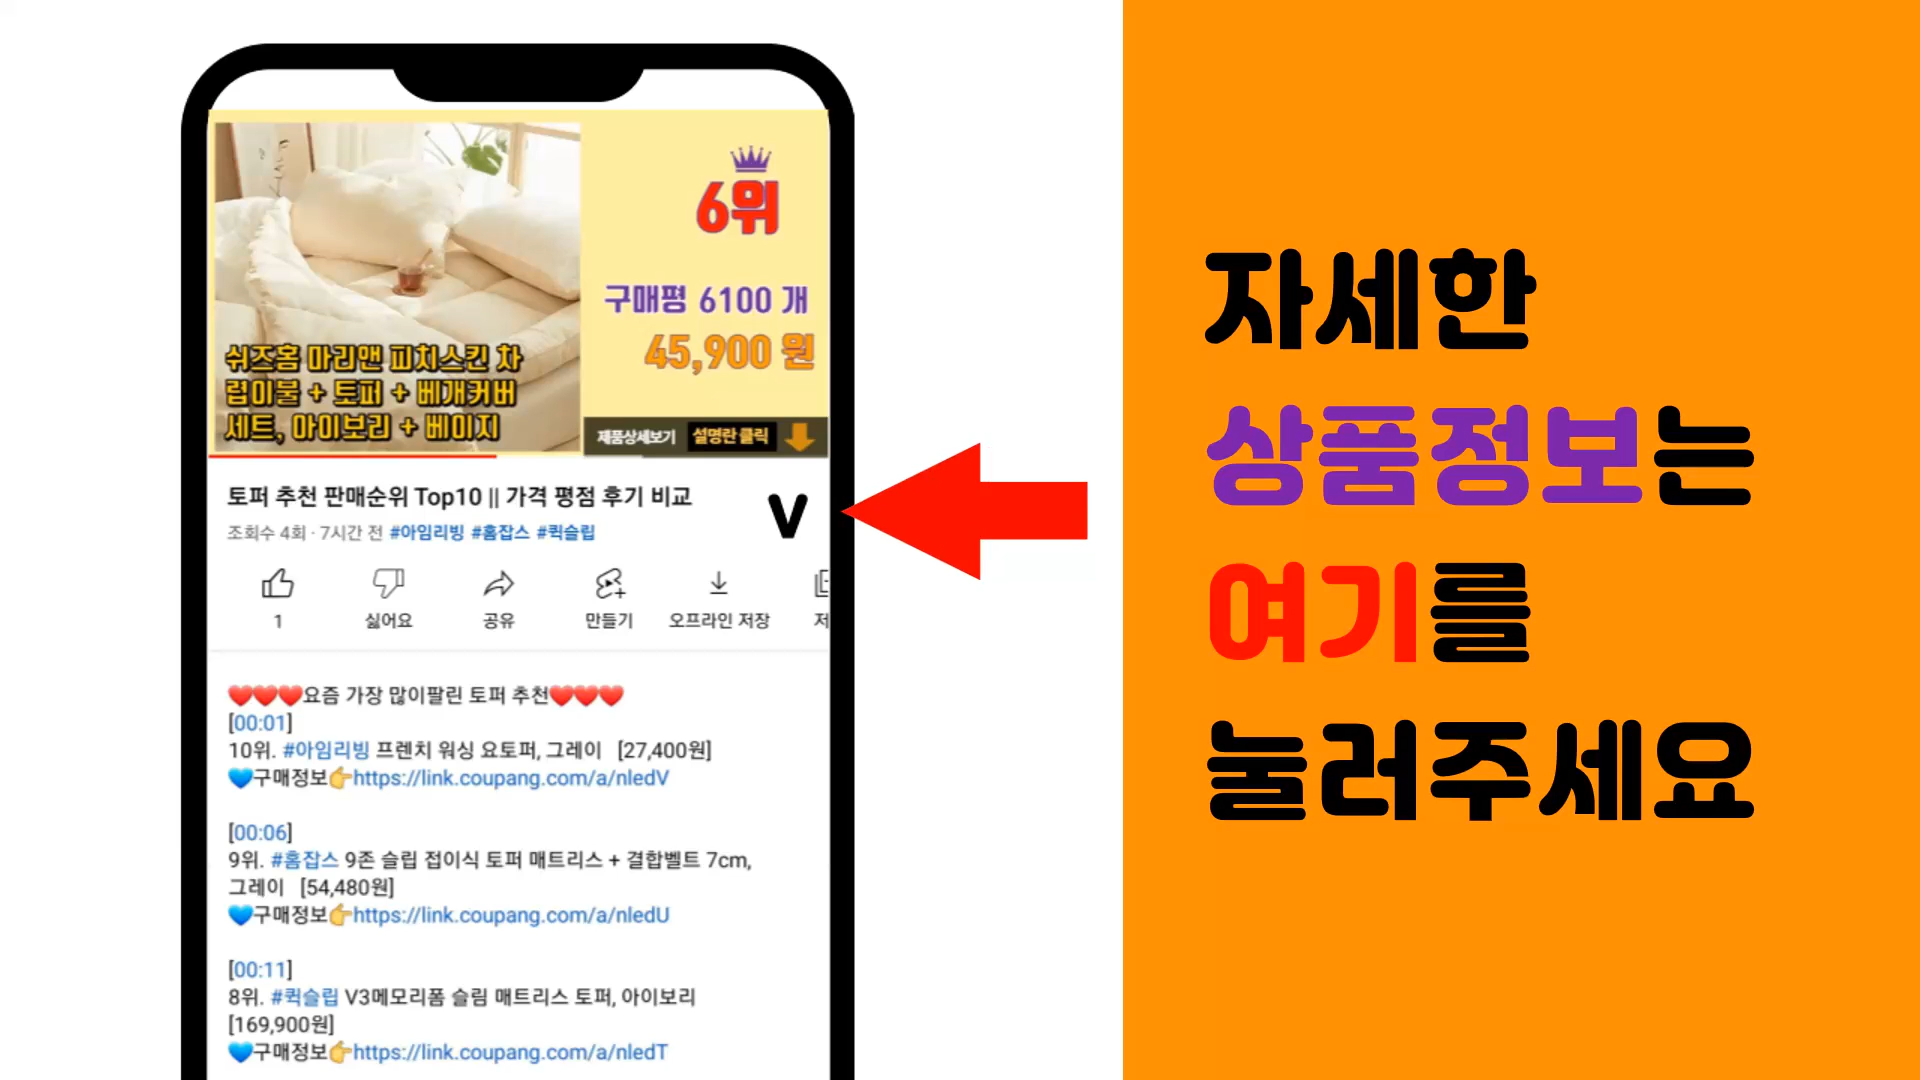 6위
구매평 6100 개
45,900 원
쉬즈홈 마리앤 피치스킨 차
렵이불 + 토퍼 + 베개커버
세트, 아이보리 + 베이지
제품상세보기 설명란 클릭
토퍼 추천 판매순위 Top10 || 가격 평점 후기 비교
V
조회수 4회 · 7시간 전 #아임리빙 #홈잡스 #퀵슬립
1 싫어요 공유 만들기 오프라인 저장 저
❤️❤️❤️요즘 가장 많이팔린 토퍼 추천❤️❤️❤️
[00:01]
10위. #아임리빙 프렌치 워싱 요토퍼, 그레이 [27,400원]
💙구매정보👉https://link.coupang.com/a/nledV
[00:06]
9위. #홈잡스 9존 슬립 접이식 토퍼 매트리스 + 결합벨트 7cm,
그레이 [54,480원]
💙구매정보👉https://link.coupang.com/a/nledU
[00:11]
8위. #퀵슬립 V3메모리폼 슬림 매트리스 토퍼, 아이보리
[169,900원]
💙구매정보👉https://link.coupang.com/a/nledT
자세한
상품정보는
여기를
눌러주세요